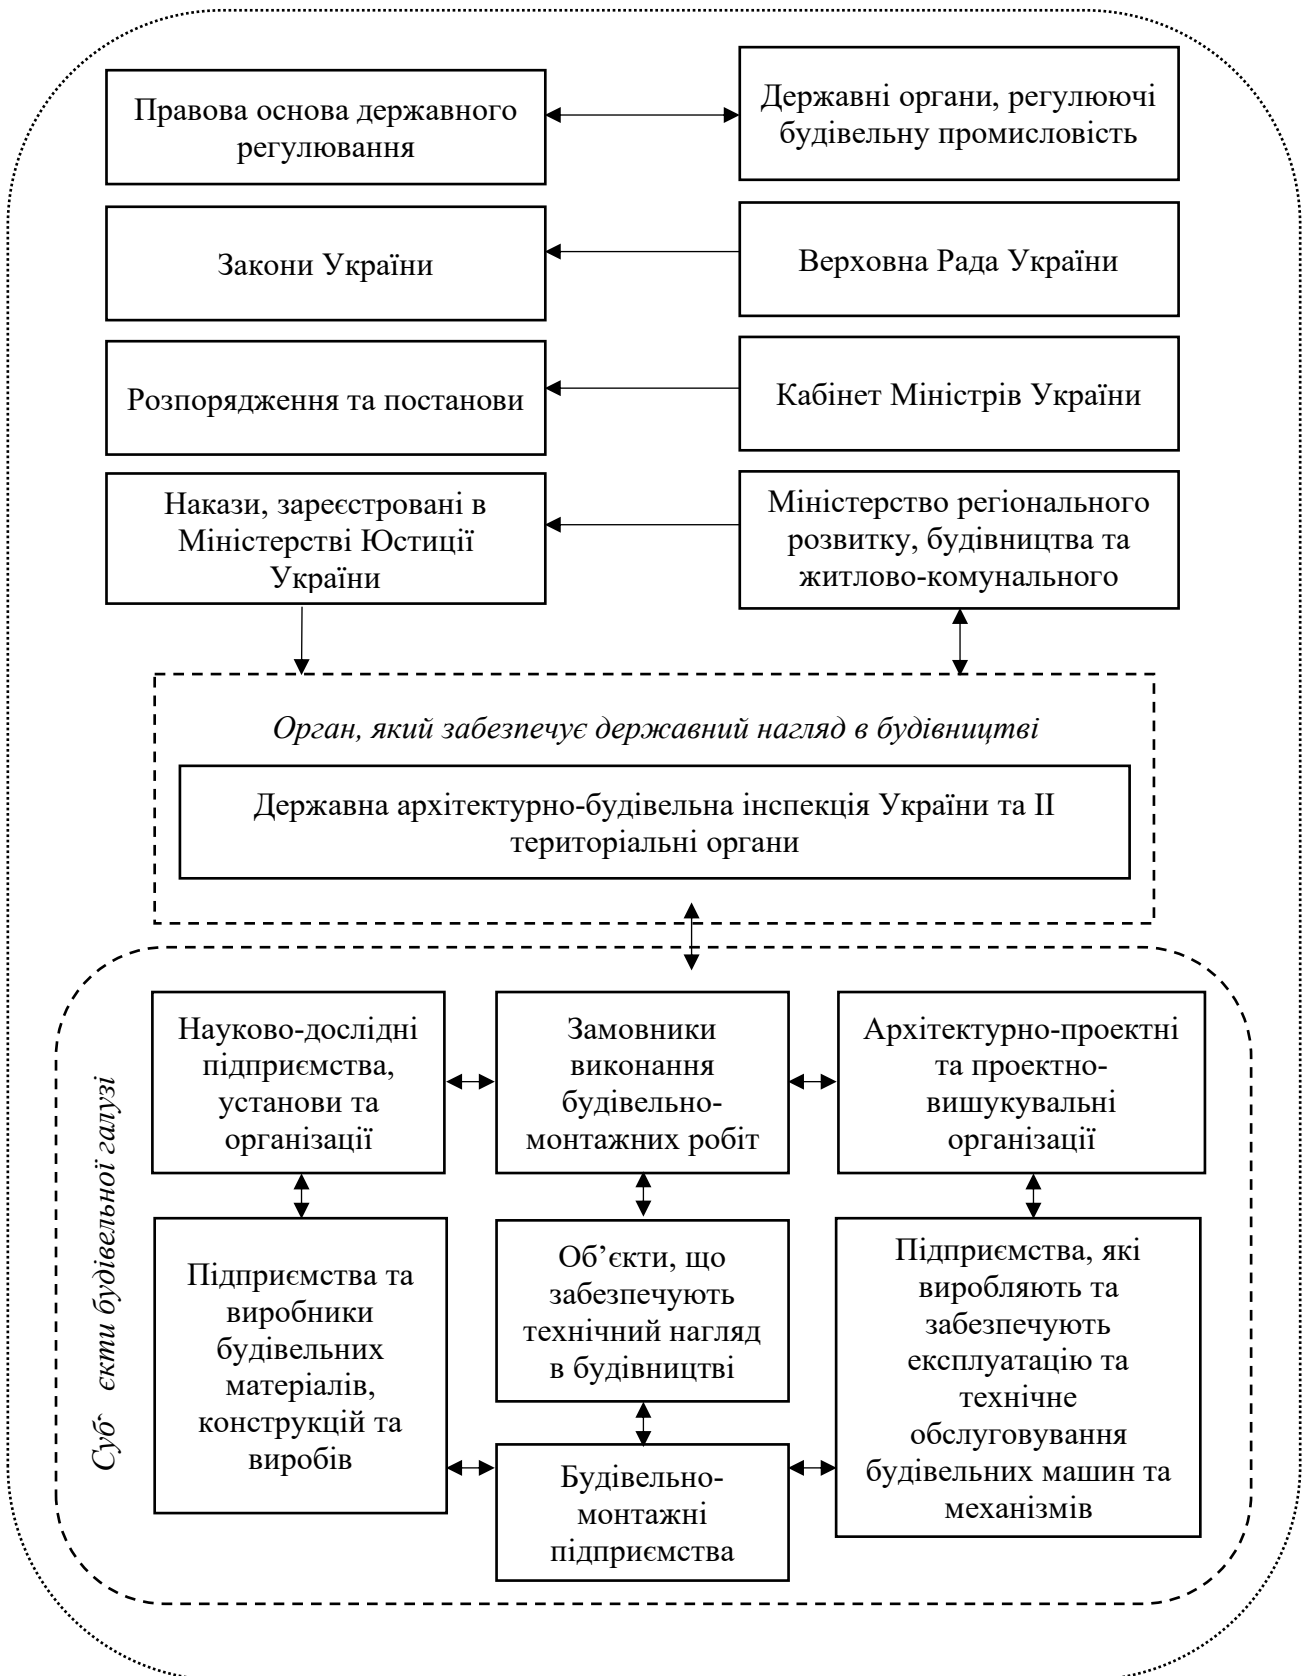 Правова основа державного
регулювання
Державні органи, регулюючі
будівельну промисловість
Закони України
Верховна Рада України
Розпорядження та постанови
Кабінет Міністрів України
Накази, зареєстровані в
Міністерстві Юстиції
України
Міністерство регіонального
розвитку, будівництва та
житлово-комунального
Орган, який забезпечує державний нагляд в будівництві
Державна архітектурно-будівельна інспекція України та ІІ
територіальні органи
Суб՝ єкти будівельної галузі
Науково-дослідні
підприємства,
установи та
організації
Замовники
виконання
будівельно-
монтажних робіт
Архітектурно-проектні
та проектно-
вишукувальні
організації
Підприємства та
виробники
будівельних
матеріалів,
конструкцій та
виробів
Об’єкти, що
забезпечують
технічний нагляд
в будівництві
Підприємства, які
виробляють та
забезпечують
експлуатацію та
технічне
обслуговування
будівельних машин та
механізмів
Будівельно-
монтажні
підприємства